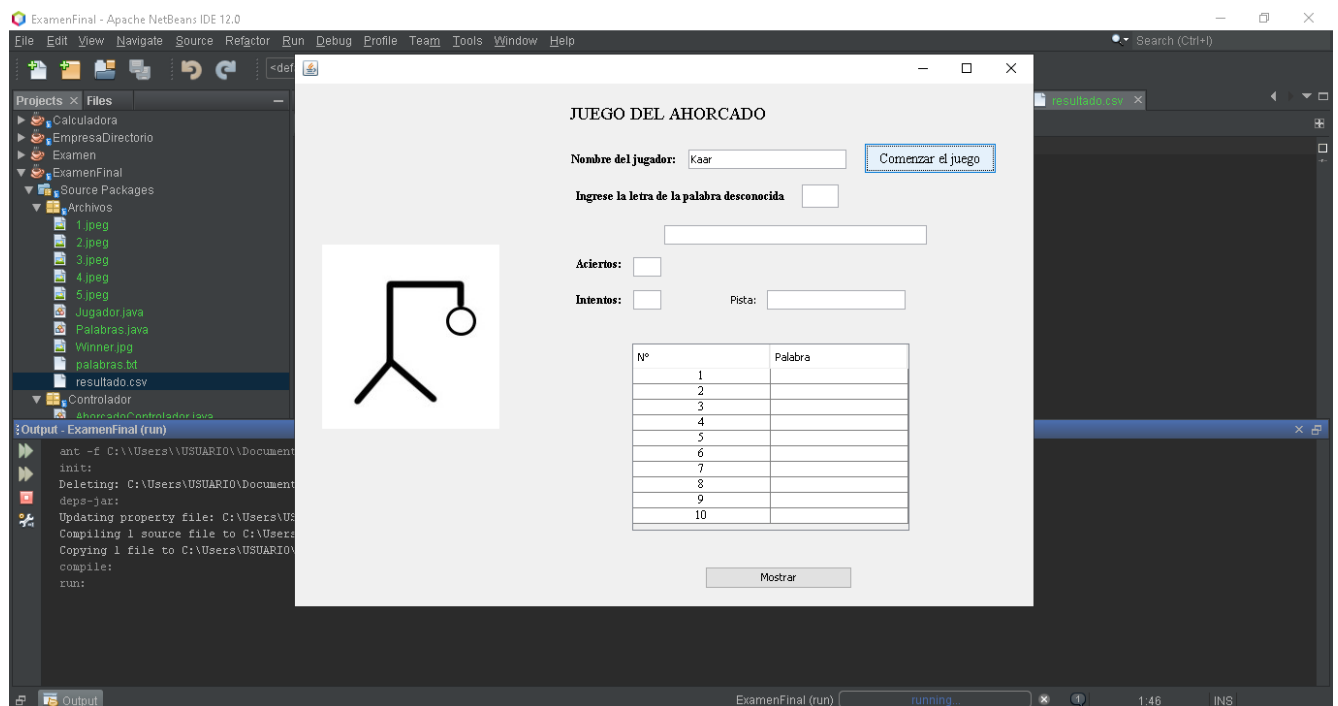 ExamenFinal - Apache NetBeans IDE 12.0
File Edit View Navigate Source Refactor Run Debug Profile Team Tools Window Help
Search (Ctrl+I)
<def
Projects Files
resultado.csv
Calculadora
EmpresaDirectorio
Examen
ExamenFinal
Source Packages
Archivos
1.jpeg
2.jpeg
3.jpeg
4.jpeg
5.jpeg
Jugador.java
Palabras.java
Winner.jpg
palabras.txt
resultado.csv
Controlador
AhorcadoControlador.java
JUEGO DEL AHORCADO
Nombre del jugador: Kaar Comenzar el juego
Ingrese la letra de la palabra desconocida
Aciertos:
Intentos: Pista:
N° Palabra
1
2
3
4
5
6
7
8
9
10
Mostrar
Output - ExamenFinal (run)
ant -f C:\\Users\\USUARIO\\Document
init:
Deleting: C:\Users\USUARIO\Document
deps-jar:
Updating property file: C:\Users\US
Compiling 1 source file to C:\Users
Copying 1 file to C:\Users\USUARIO\
compile:
run:
Output
ExamenFinal (run) running... 1 1:46 INS